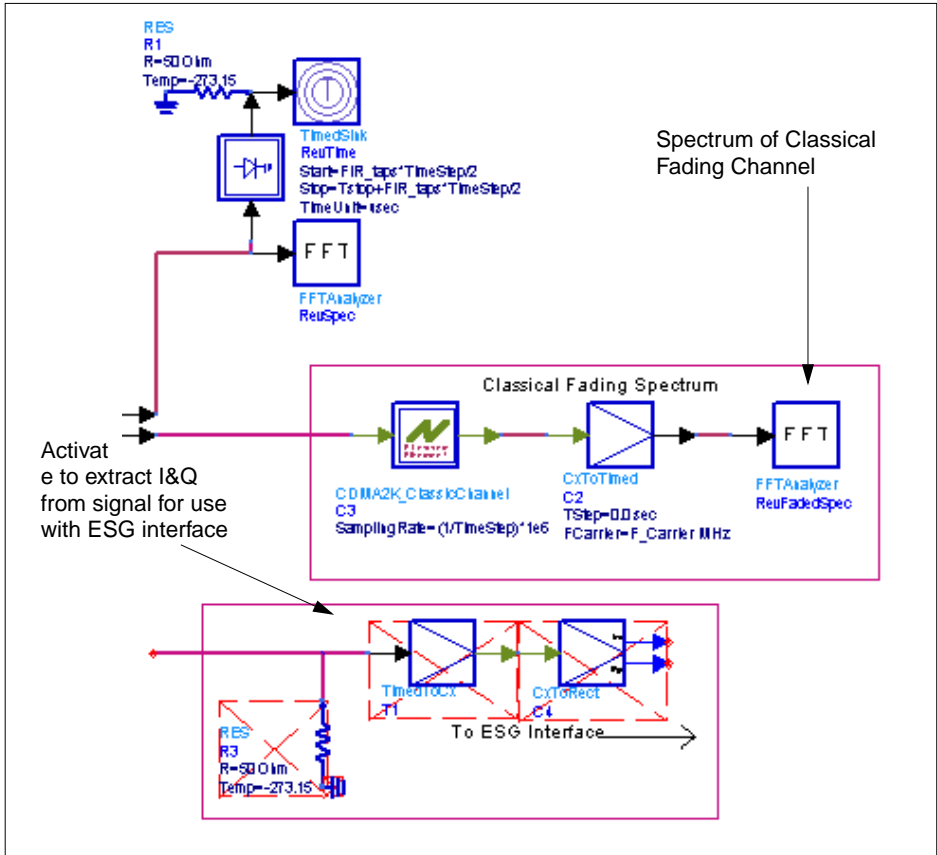 RES
R1
R=50 Ohm
Temp=-273.15
TimedSink
RevTime
Start=FIR_taps*TimeStep/2
Stop=Tstop+FIR_taps*TimeStep/2
TimeUnit=usec
FFT
FFTAnalyzer
RevSpec
Spectrum of Classical
Fading Channel
Classical Fading Spectrum
Activat
e to extract I&Q
from signal for use
with ESG interface
CDMA2K_ClassicChannel
C3
SamplingRate=(1/TimeStep)*1e6
CxToTimed
C2
TStep=0.0 sec
FCarrier=F_Carrier MHz
FFT
FFTAnalyzer
RevFadedSpec
TimedToCx
T1
CxToRect
C4
To ESG Interface
RES
R3
R=50 Ohm
Temp=-273.15